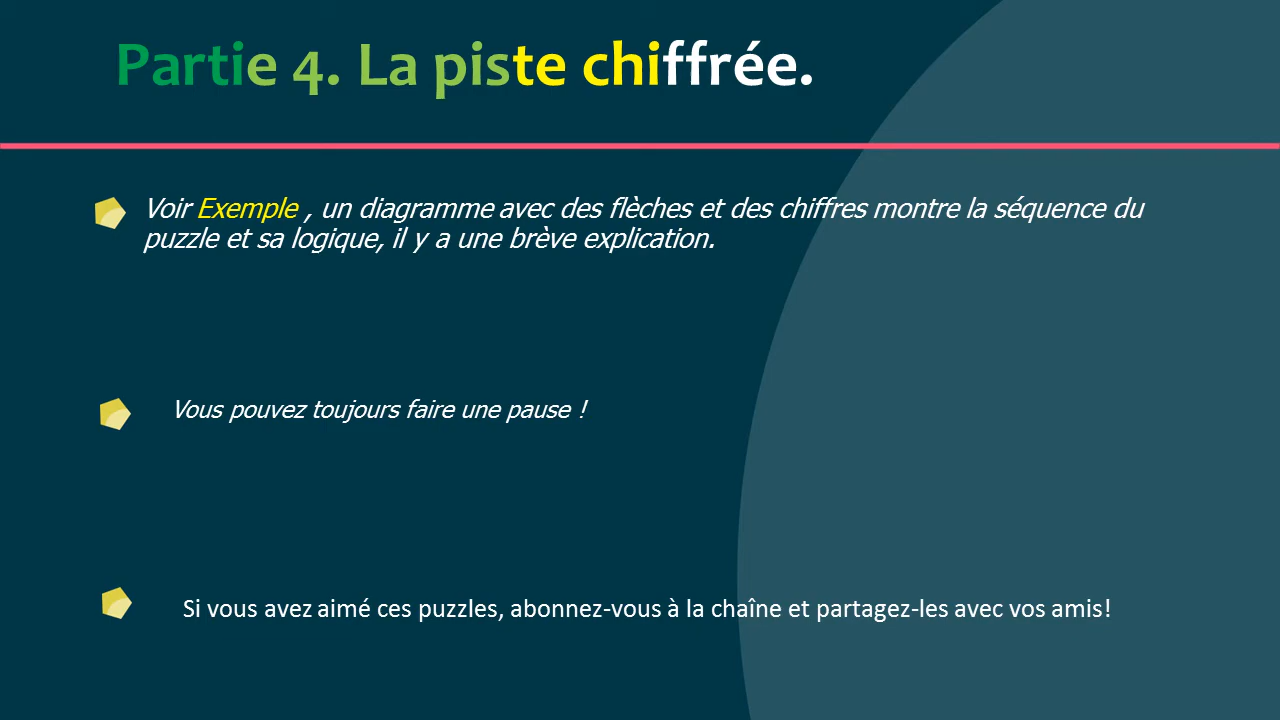 Partie 4. La piste chiffrée.
Voir Exemple , un diagramme avec des flèches et des chiffres montre la séquence du
puzzle et sa logique, il y a une brève explication.
Vous pouvez toujours faire une pause !
Si vous avez aimé ces puzzles, abonnez-vous à la chaîne et partagez-les avec vos amis!